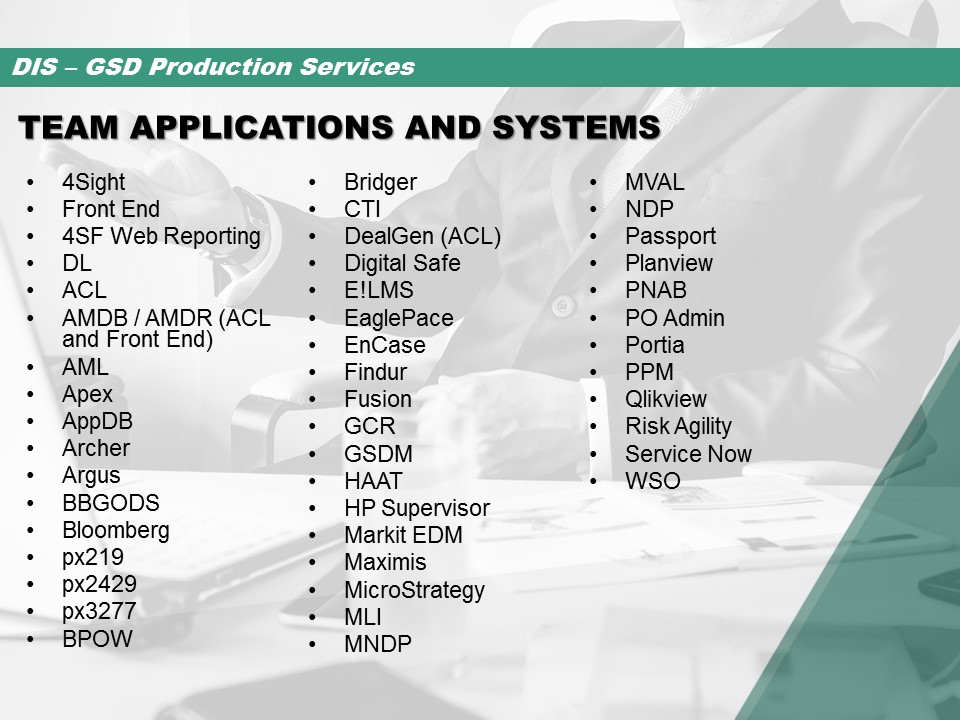 DIS – GSD Production Services
TEAM APPLICATIONS AND SYSTEMS
• 4Sight
• Front End
• 4SF Web Reporting
• DL
• ACL
• AMDB / AMDR (ACL
and Front End)
• AML
• Apex
• AppDB
• Archer
• Argus
• BBGODS
• Bloomberg
• px219
• px2429
• px3277
• BPOW
• Bridger
• CTI
• DealGen (ACL)
• Digital Safe
• E!LMS
• EaglePace
• EnCase
• Findur
• Fusion
• GCR
• GSDM
• HAAT
• HP Supervisor
• Markit EDM
• Maximis
• MicroStrategy
• MLI
• MNDP
• MVAL
• NDP
• Passport
• Planview
• PNAB
• PO Admin
• Portia
• PPM
• Qlikview
• Risk Agility
• Service Now
• WSO